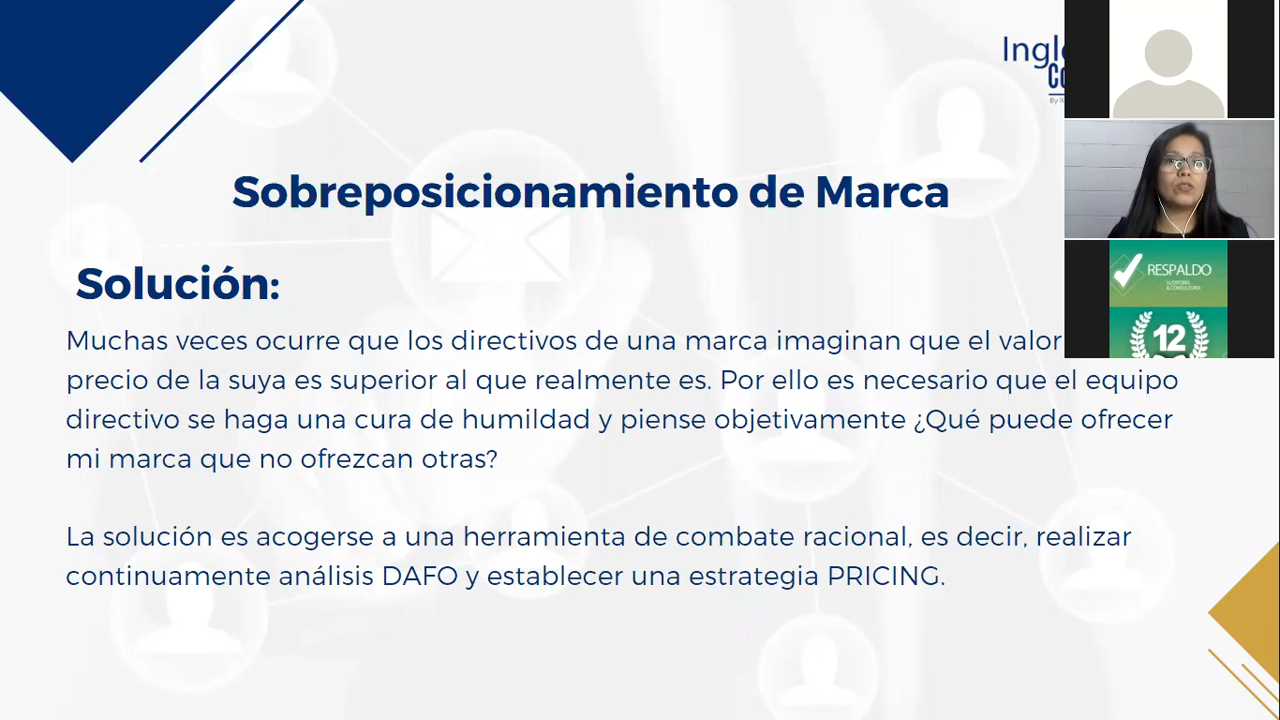 Sobreposicionamiento de Marca
Solución:
Muchas veces ocurre que los directivos de una marca imaginan que el valor
precio de la suya es superior al que realmente es. Por ello es necesario que el equipo
directivo se haga una cura de humildad y piense objetivamente ¿Qué puede ofrecer
mi marca que no ofrezcan otras?
La solución es acogerse a una herramienta de combate racional, es decir, realizar
continuamente análisis DAFO y establecer una estrategia PRICING.
RESPALDO
AUDITORIA
&CONSULTORIA
12